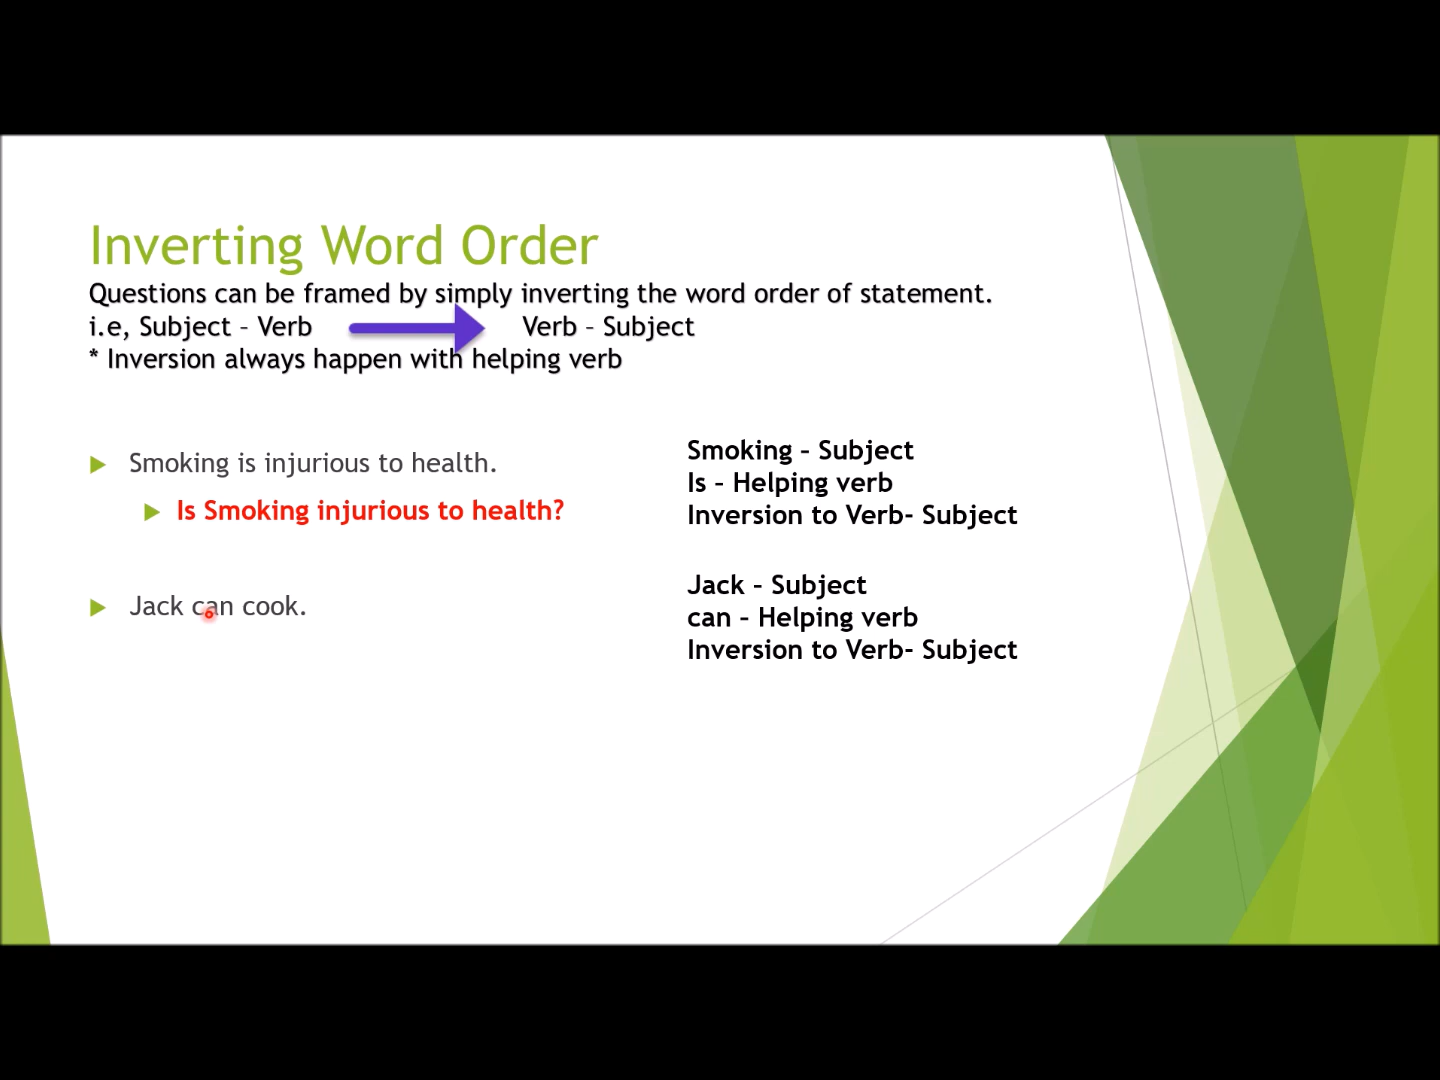 Inverting Word Order
Questions can be framed by simply inverting the word order of statement.
i.e, Subject – Verb Verb – Subject
* Inversion always happen with helping verb
Smoking is injurious to health.
Is Smoking injurious to health?
Jack can cook.
Smoking – Subject
Is – Helping verb
Inversion to Verb- Subject
Jack – Subject
can – Helping verb
Inversion to Verb- Subject